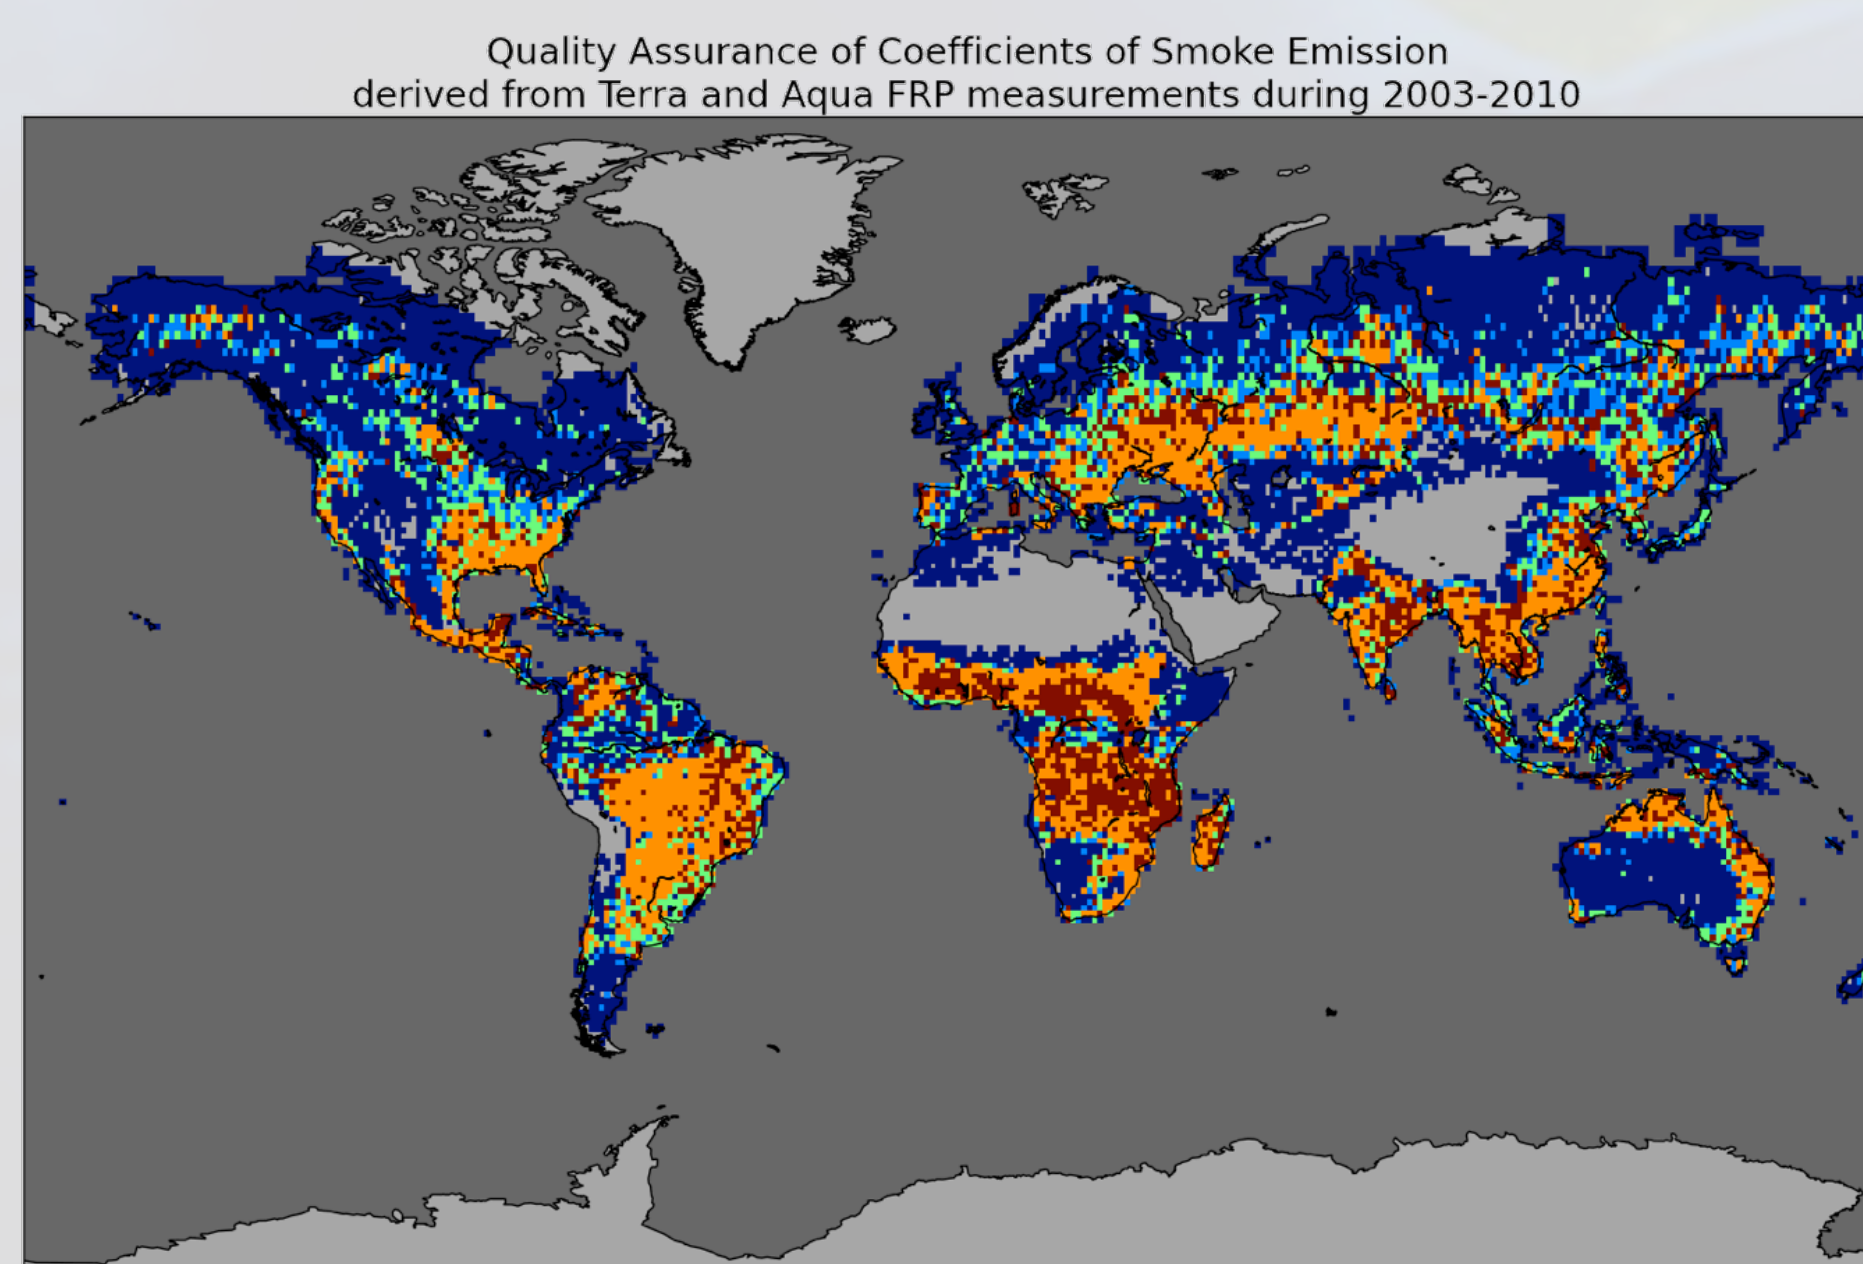 Quality Assurance of Coefficients of Smoke Emission
derived from Terra and Aqua FRP measurements during 2003-2010